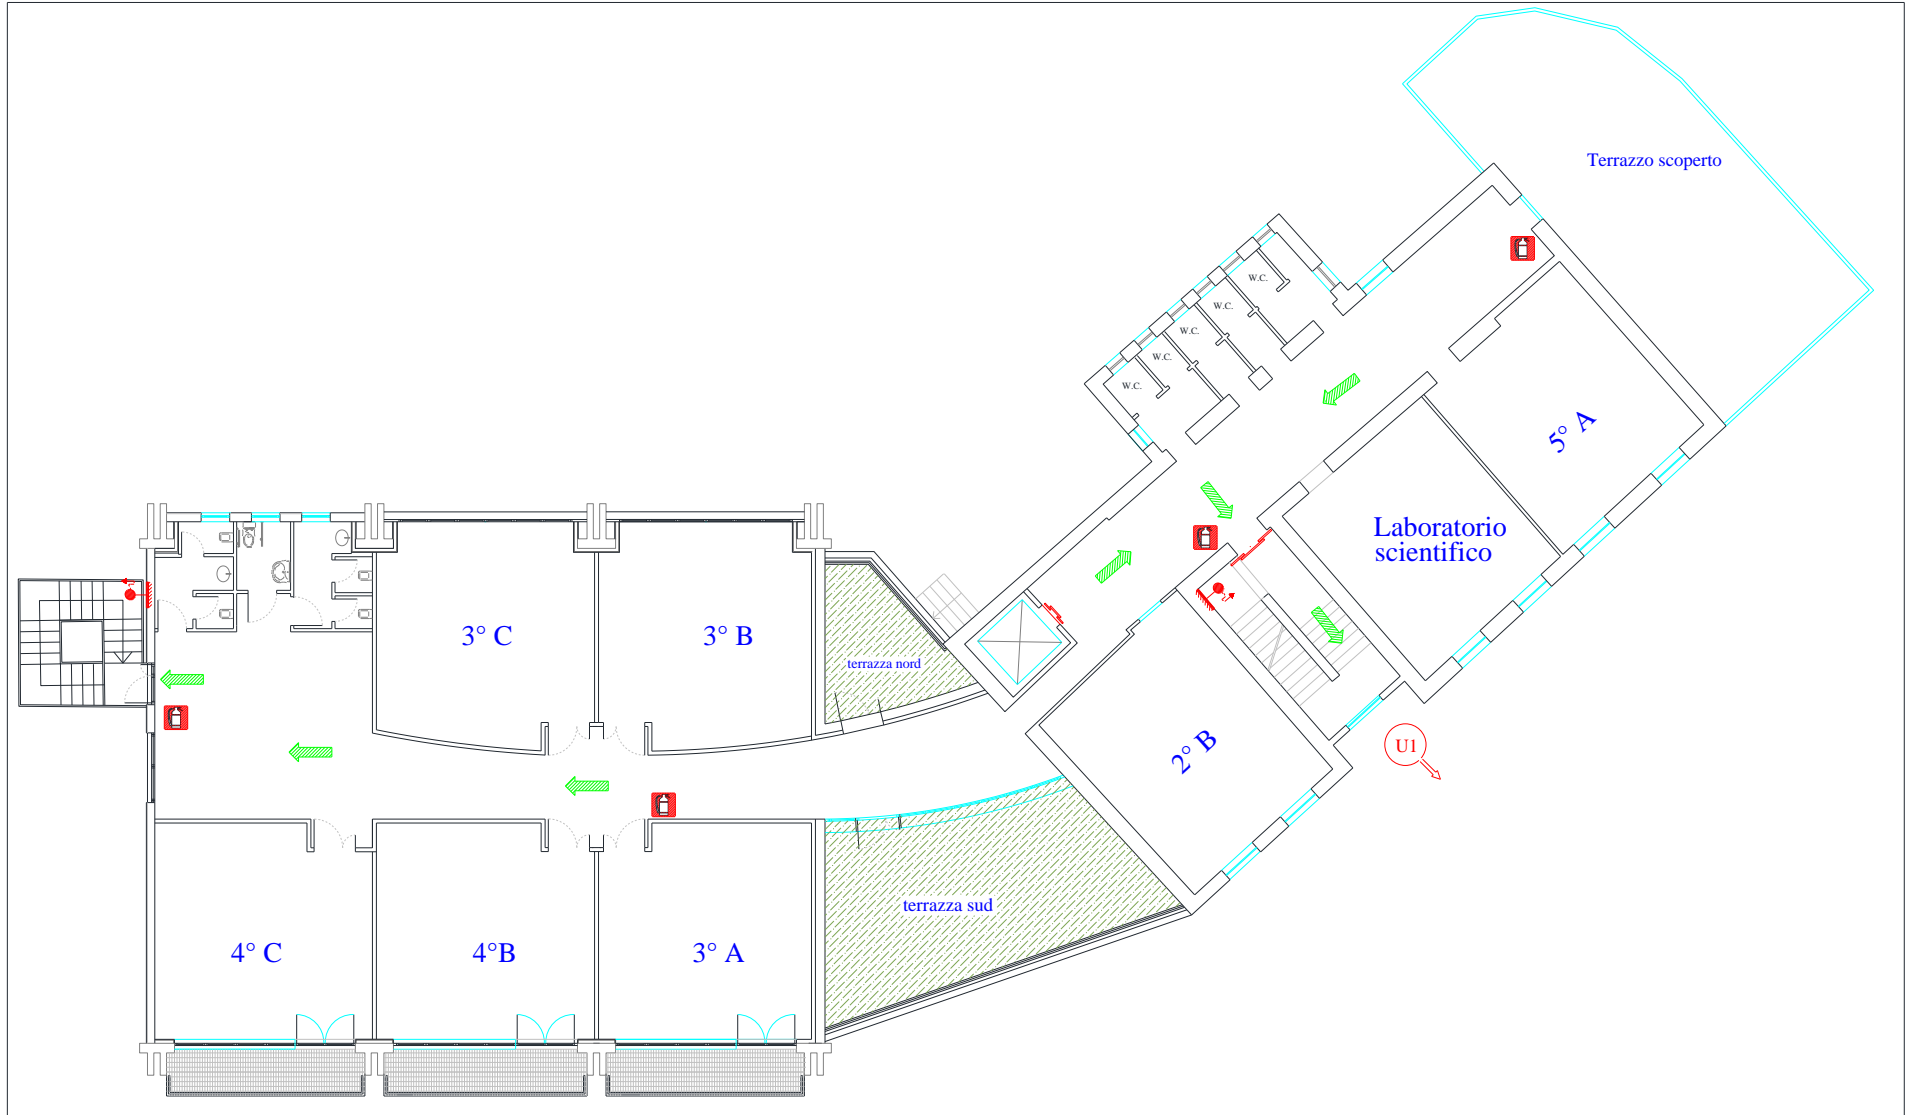 Terrazzo scoperto
W.C.
W.C.
W.C.
W.C.
W.C.
5° A
Laboratorio
scientifico
3° C
3° B
terrazza nord
2° B
U1
terrazza sud
4° C
4°B
3° A